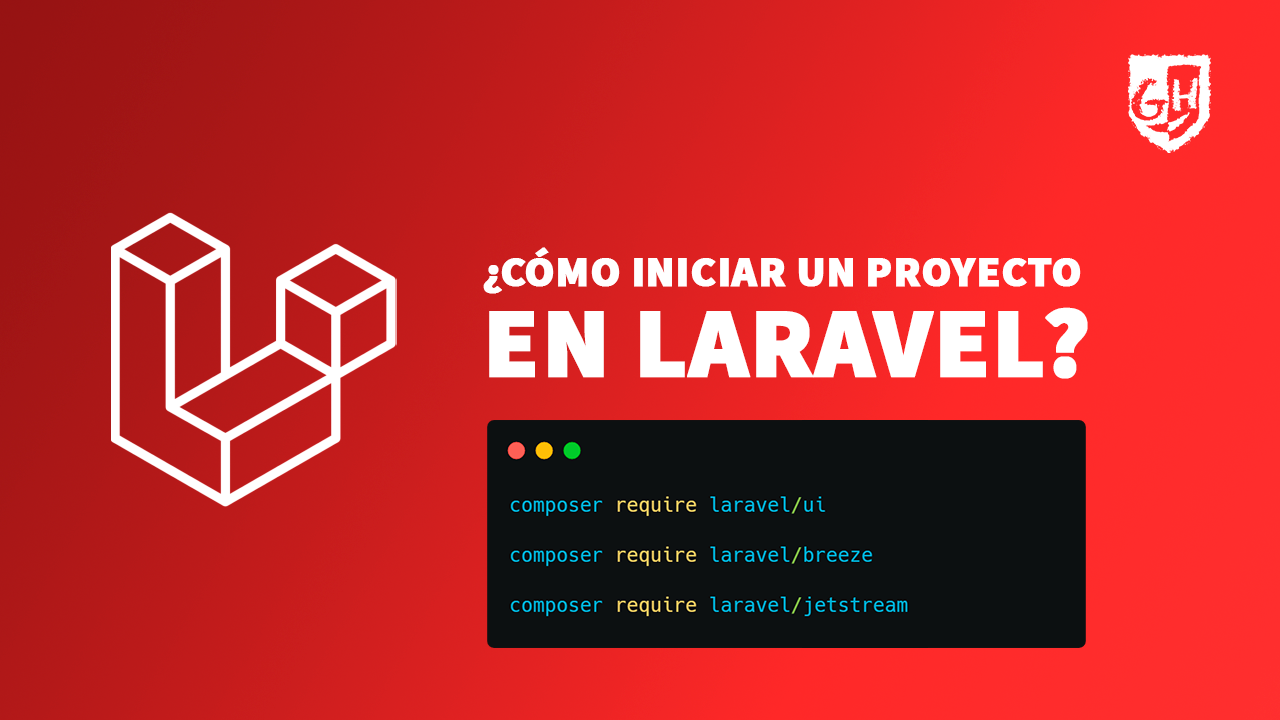 GH
¿CÓMO INICIAR UN PROYECTO
EN LARAVEL?
composer require laravel/ui
composer require laravel/breeze
composer require laravel/jetstream